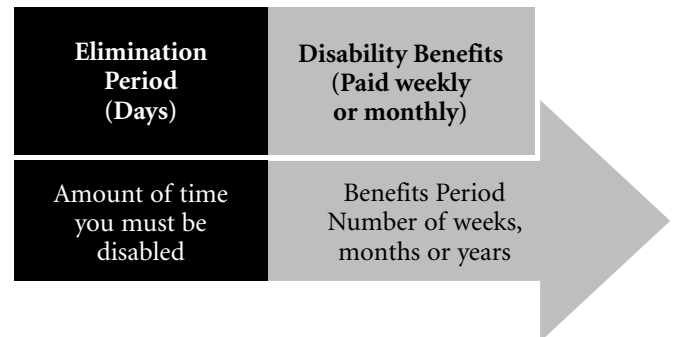 Elimination
Period
(Days)
Disability Benefits
(Paid weekly
or monthly)
Amount of time
you must be
disabled
Benefits Period
Number of weeks,
months or years